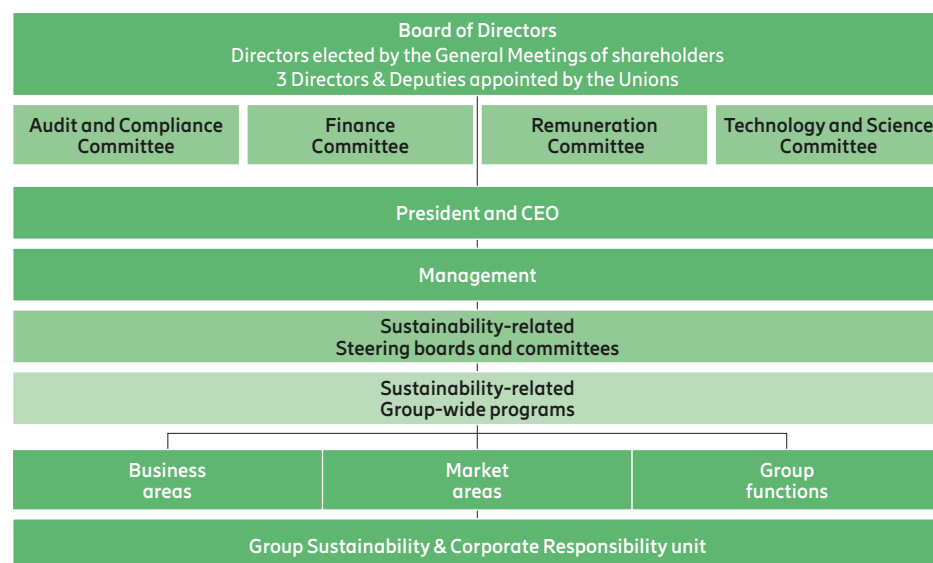 Board of Directors
Directors elected by the General Meetings of shareholders
3 Directors & Deputies appointed by the Unions
Audit and Compliance
Committee
Finance
Committee
Remuneration
Committee
Technology and Science
Committee
President and CEO
Management
Sustainability-related
Steering boards and committees
Sustainability-related
Group-wide programs
Business
areas
Market
areas
Group
functions
Group Sustainability & Corporate Responsibility unit